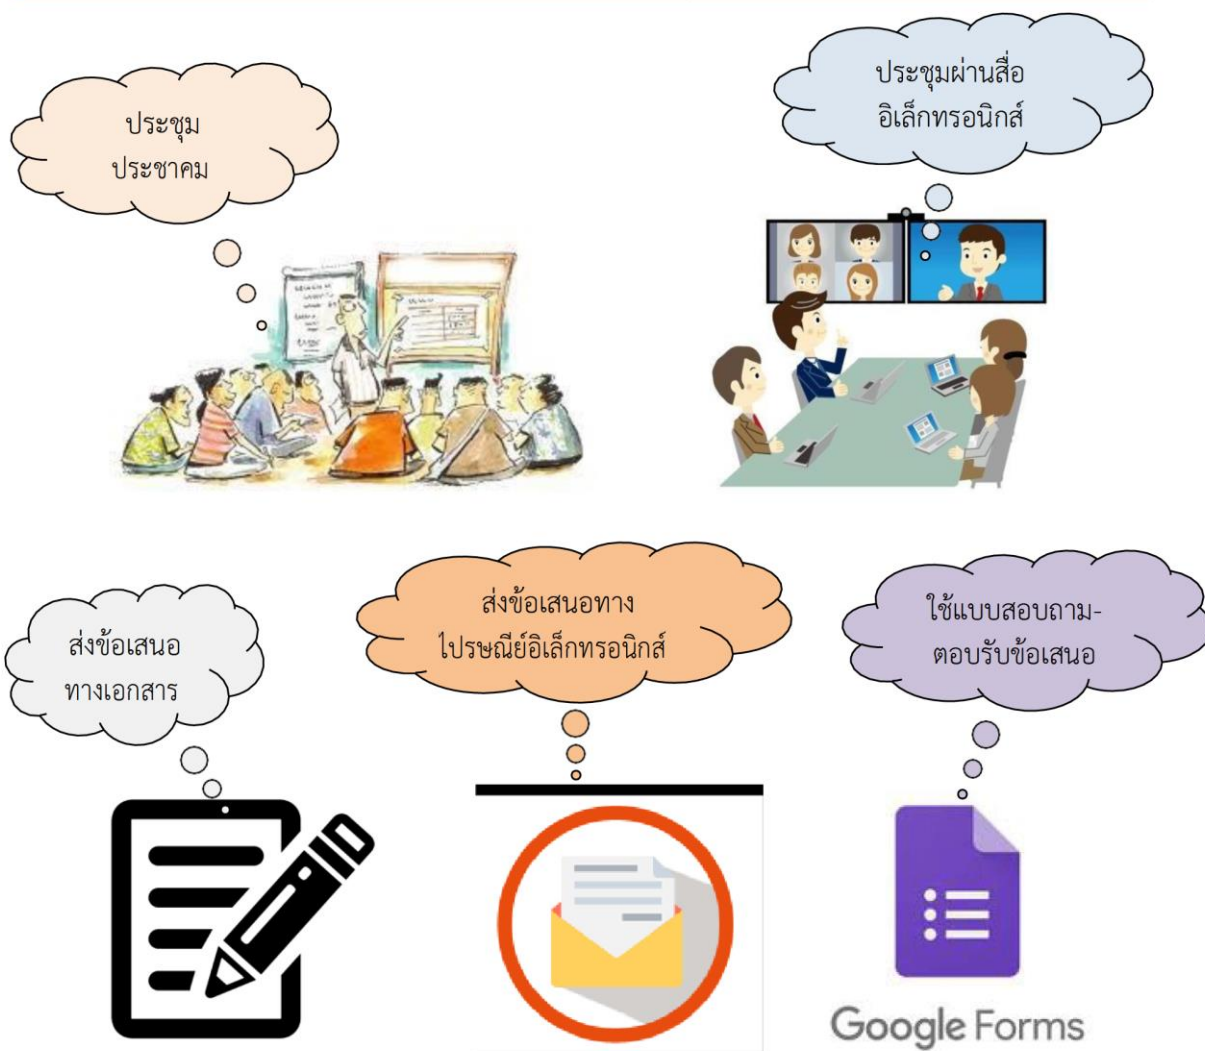 ประชุม
ประชาคม
ประชุมผ่านสื่อ
อิเล็กทรอนิกส์
ส่งข้อเสนอ
ทางเอกสาร
ส่งข้อเสนอทาง
ไปรษณีย์อิเล็กทรอนิกส์
ใช้แบบสอบถาม-
ตอบรับข้อเสนอ
Google Forms